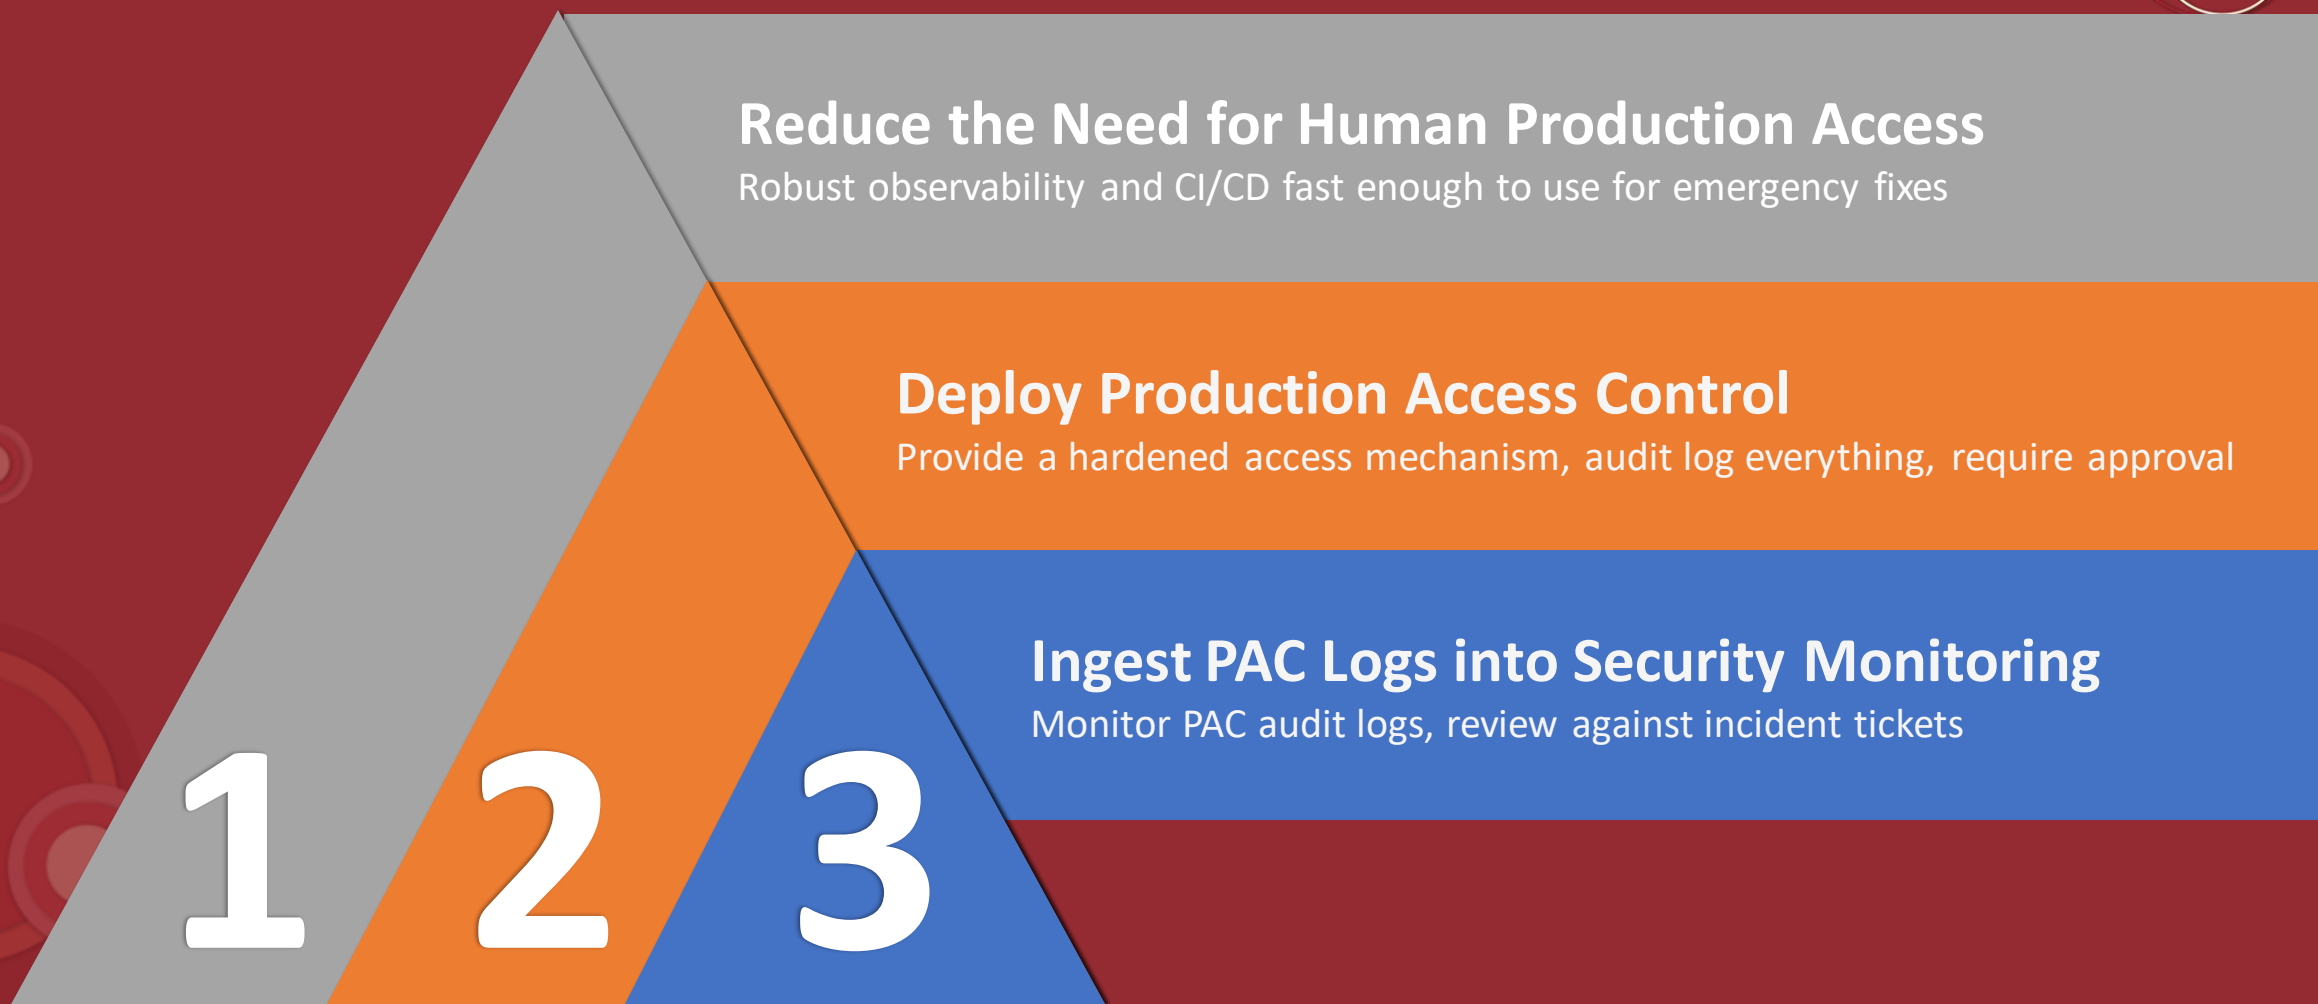 Reduce the Need for Human Production Access
Robust observability and CI/CD fast enough to use for emergency fixes
Deploy Production Access Control
Provide a hardened access mechanism, audit log everything, require approval
Ingest PAC Logs into Security Monitoring
Monitor PAC audit logs, review against incident tickets
1 2 3